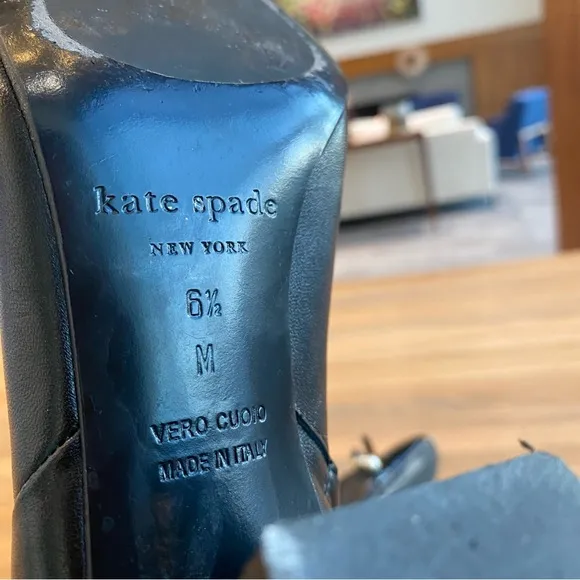 kate spade
NEW YORK
6½
M
VERO CUOIO
MADE IN ITALY